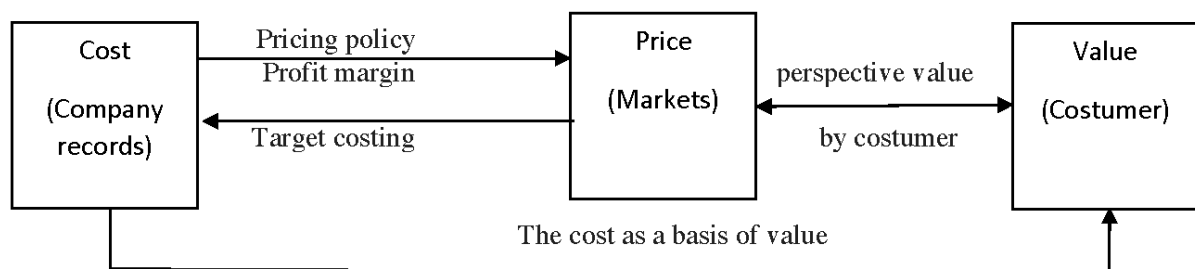 Cost
(Company
records)
Pricing policy
Profit margin
Target costing
Price
(Markets)
perspective value
by costumer
Value
(Costumer)
The cost as a basis of value